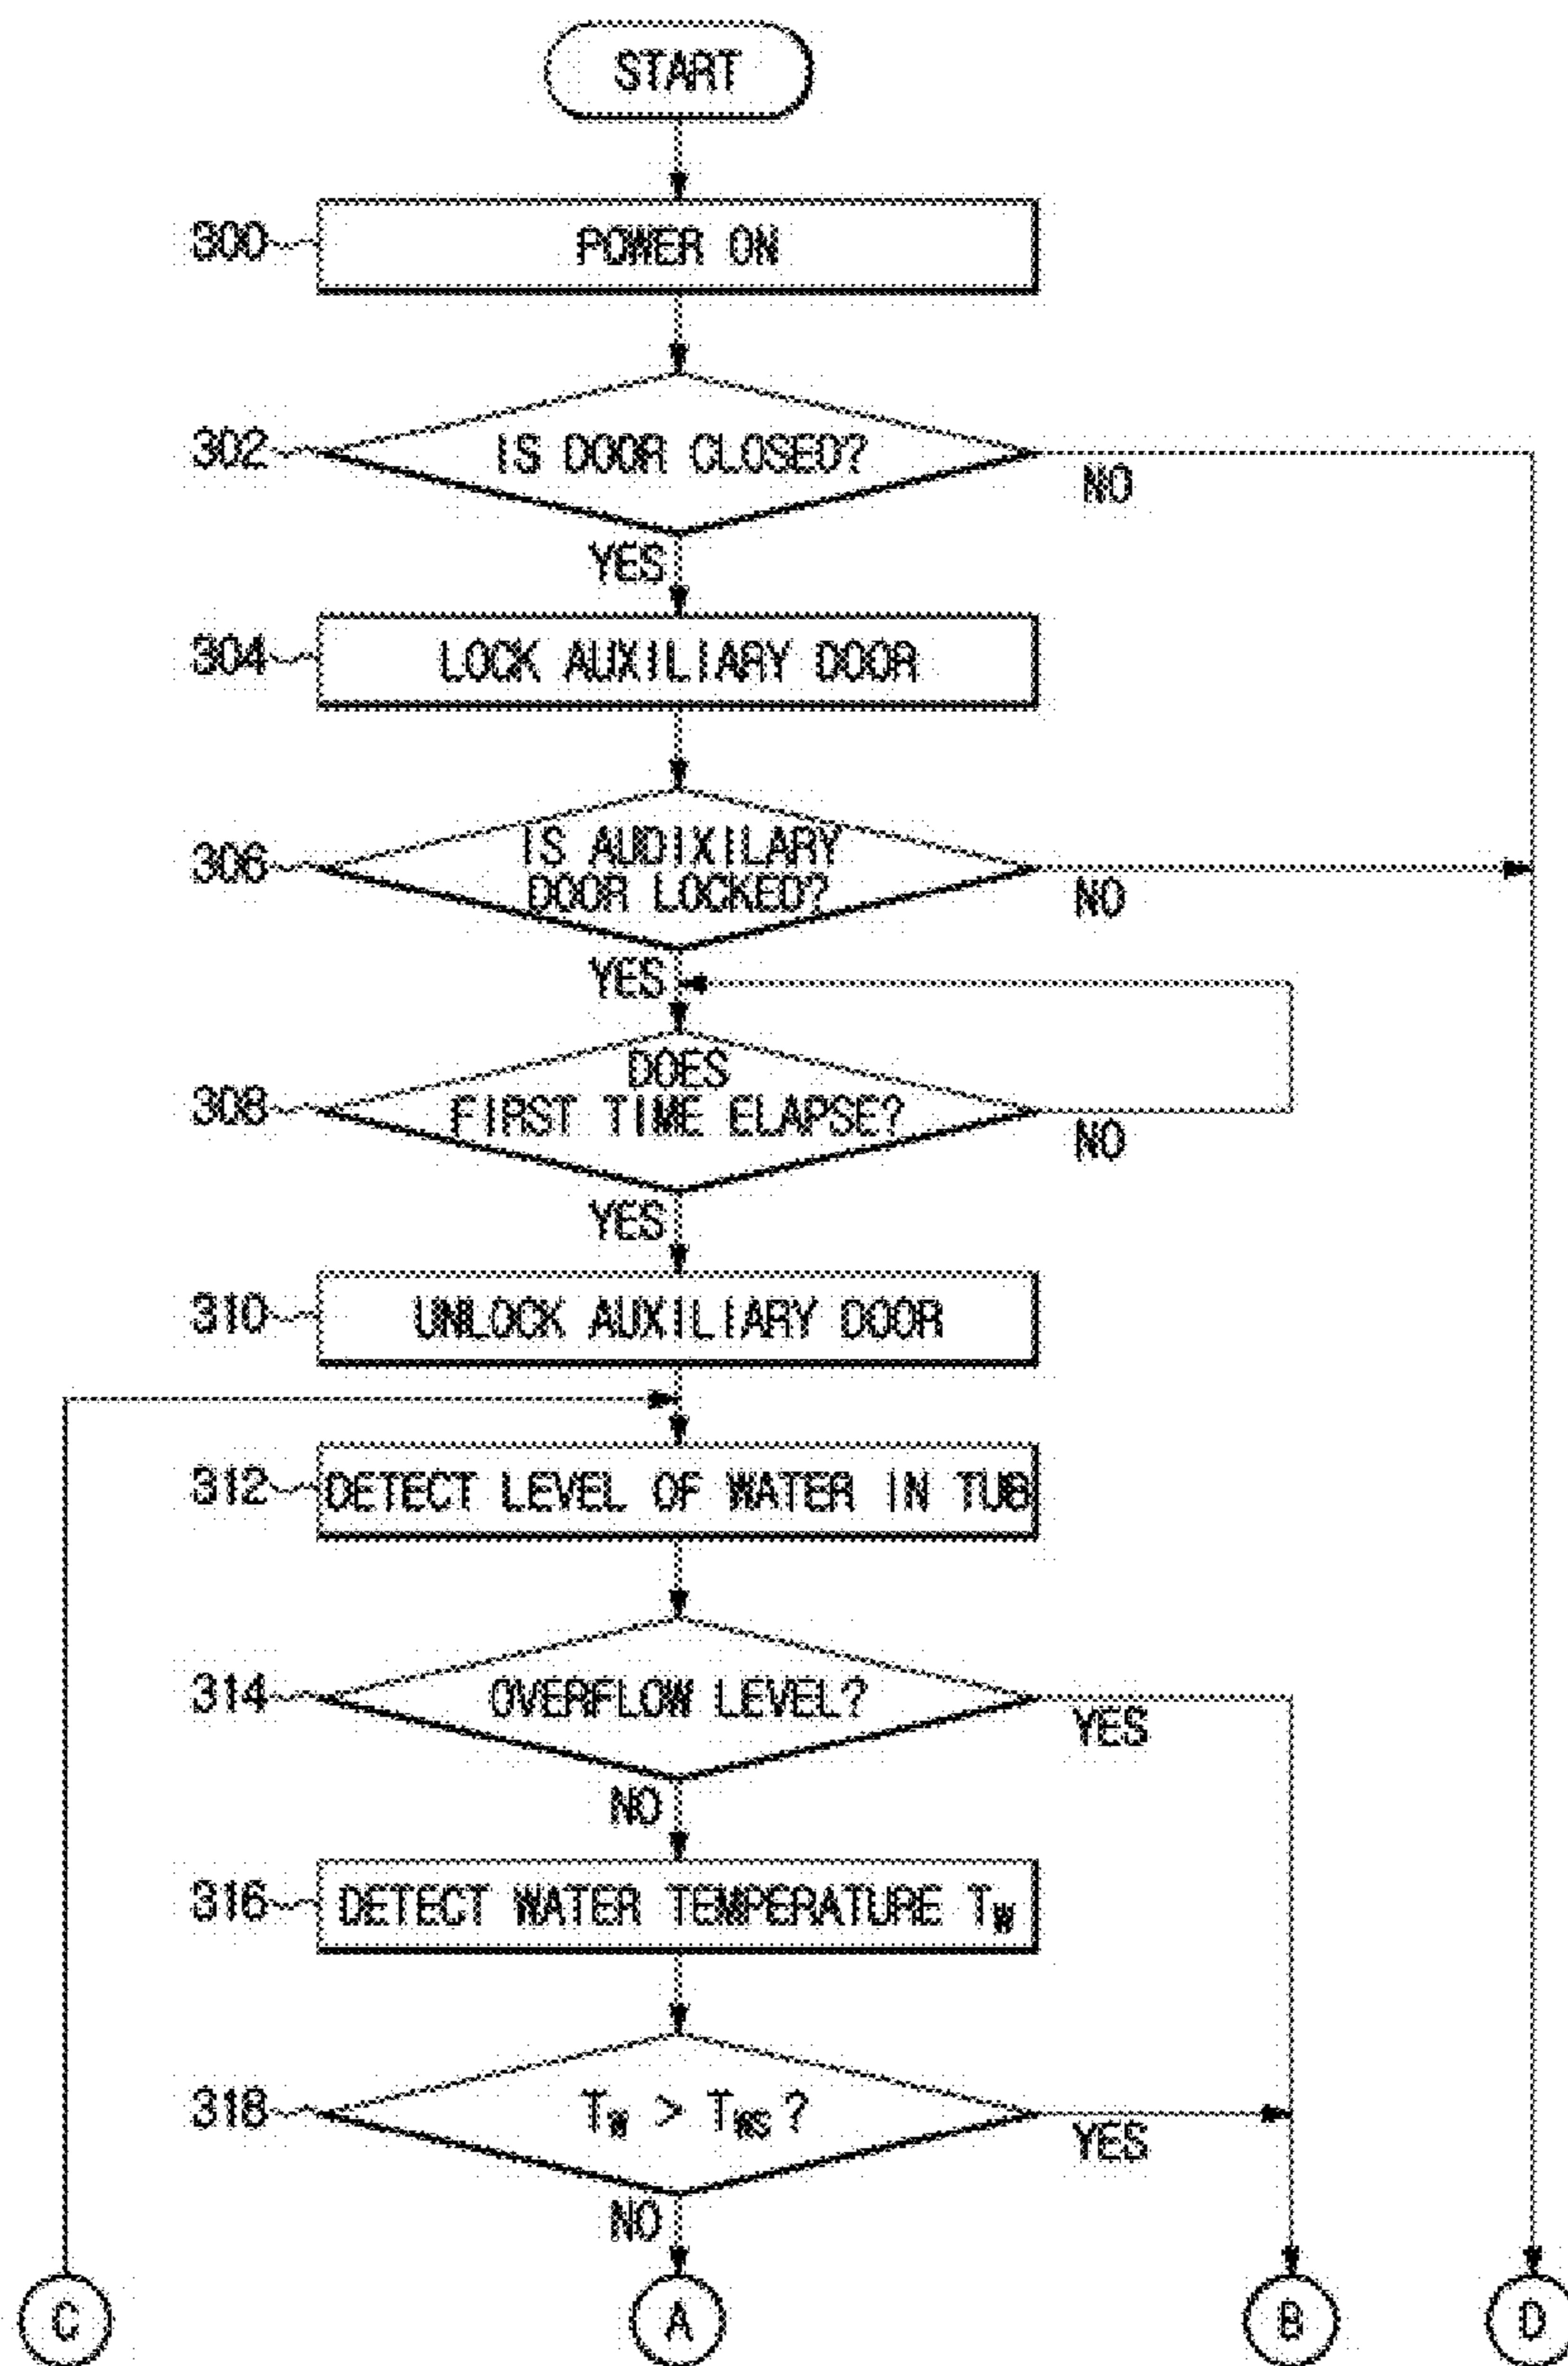 START
300
POWER ON
302
IS DOOR CLOSED?
NO
YES
304
LOCK AUXILIARY DOOR
306
IS AUDIXILARY
DOOR LOCKED?
NO
YES
308
DOES
FIRST TIME ELAPSE?
NO
YES
310
UNLOCK AUXILIARY DOOR
312
DETECT LEVEL OF WATER IN TUB
314
OVERFLOW LEVEL?
YES
NO
316
DETECT WATER TEMPERATURE TW
318
TW > TWS ?
YES
NO
C
A
B
D